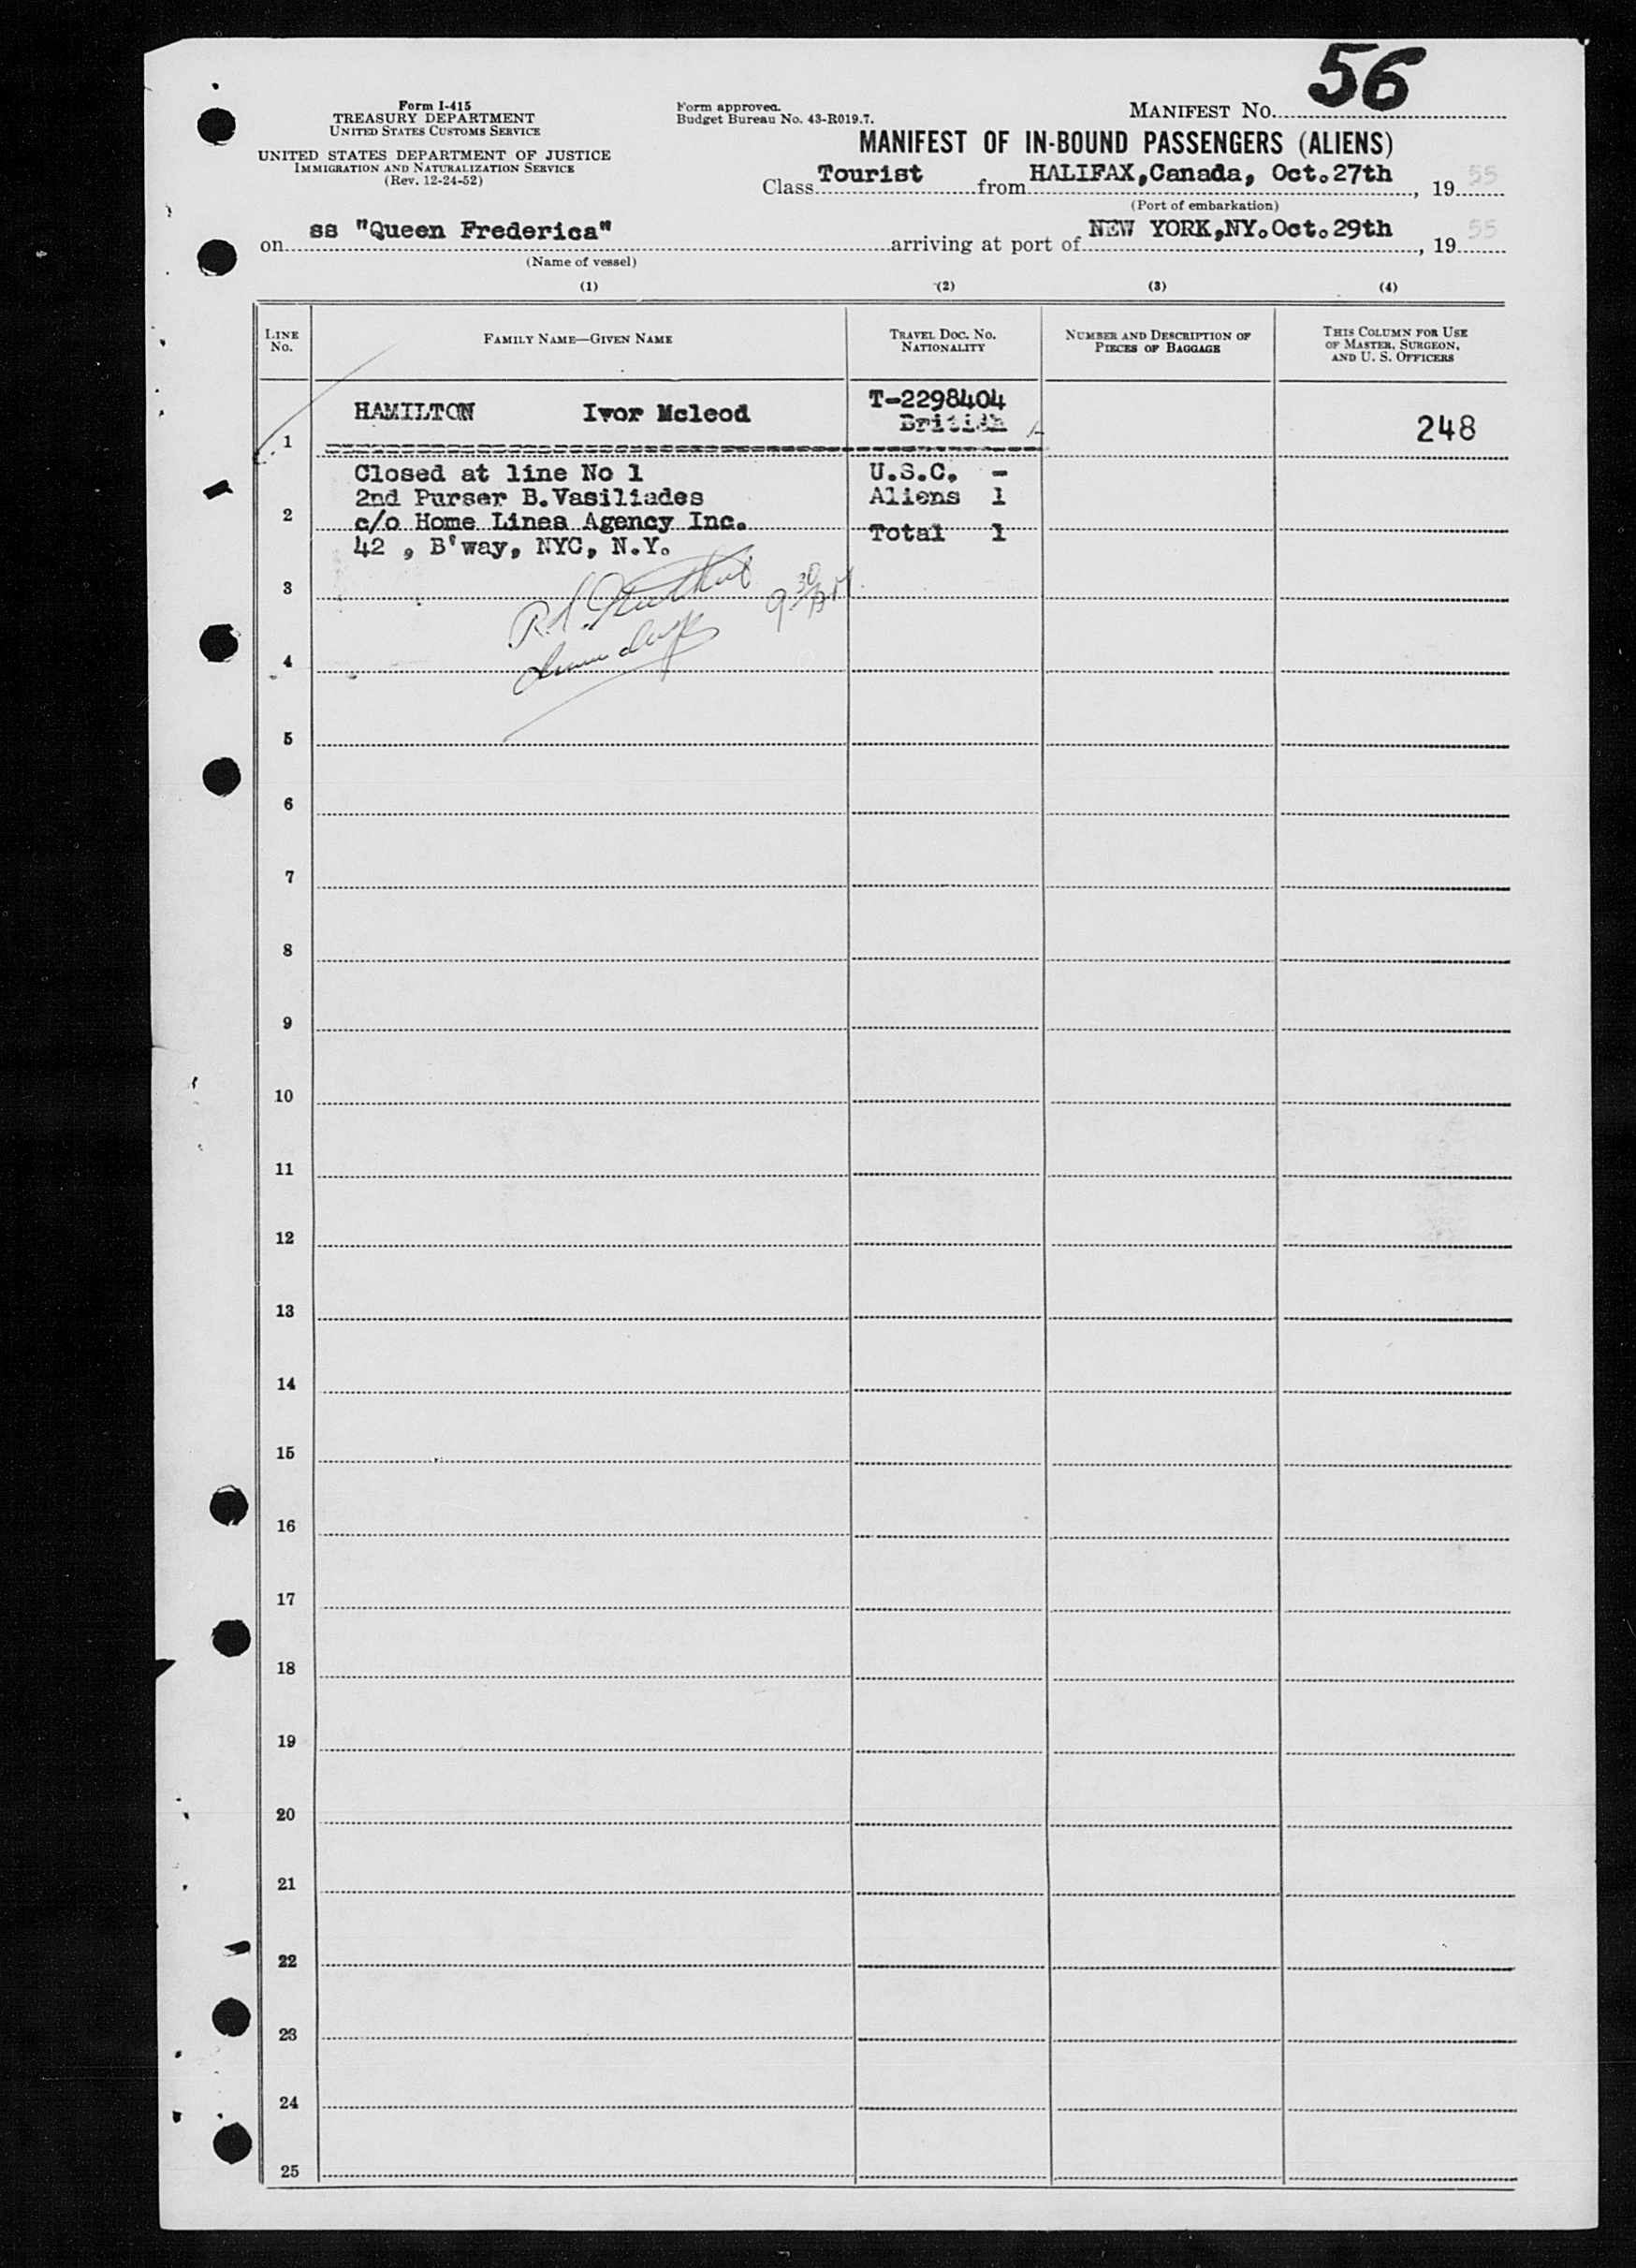 56
Form I-415
TREASURY DEPARTMENT
UNITED STATES CUSTOMS SERVICE
UNITED STATES DEPARTMENT OF JUSTICE
IMMIGRATION AND NATURALIZATION SERVICE
(Rev. 12-24-52)
Form approved.
Budget Bureau No. 43-R019.7.
MANIFEST No.
MANIFEST OF IN-BOUND PASSENGERS (ALIENS)
Class Tourist from HALIFAX,Canada, Oct.27th, 1955
(Port of embarkation)
on ss "Queen Frederica" arriving at port of NEW YORK,NY.Oct.29th, 1955
(Name of vessel)
(1) (2) (3) (4)
LINE No. FAMILY NAME—GIVEN NAME TRAVEL DOC. NO. NATIONALITY NUMBER AND DESCRIPTION OF PIECES OF BAGGAGE THIS COLUMN FOR USE OF MASTER, SURGEON, AND U. S. OFFICERS
T-2298404
HAMILTON Ivor Mcleod British 248
1
Closed at line No 1 U.S.C. -
2nd Purser B.Vasiliades Aliens 1
2
c/o Home Lines Agency Inc. Total 1
42 , B'way, NYC, N.Y.
3
4
5
6
7
8
9
10
11
12
13
14
15
16
17
18
19
20
21
22
23
24
25